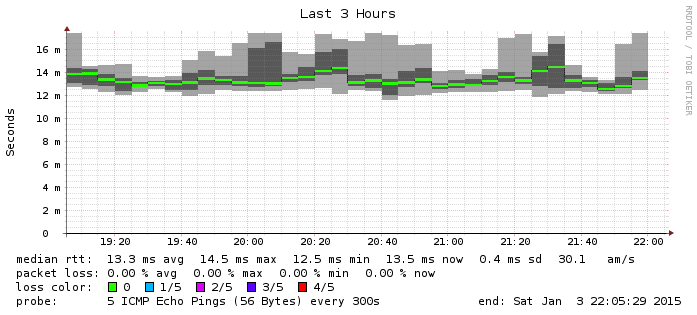 Last 3 Hours
RRDTOOL / TOBI OETIKER
Seconds
16 m
14 m
12 m
10 m
8 m
6 m
4 m
2 m
0
19:20 19:40 20:00 20:20 20:40 21:00 21:20 21:40 22:00
median rtt: 13.3 ms avg 14.5 ms max 12.5 ms min 13.5 ms now 0.4 ms sd 30.1 am/s
packet loss: 0.00 % avg 0.00 % max 0.00 % min 0.00 % now
loss color: 0 1/5 2/5 3/5 4/5
probe: 5 ICMP Echo Pings (56 Bytes) every 300s end: Sat Jan 3 22:05:29 2015